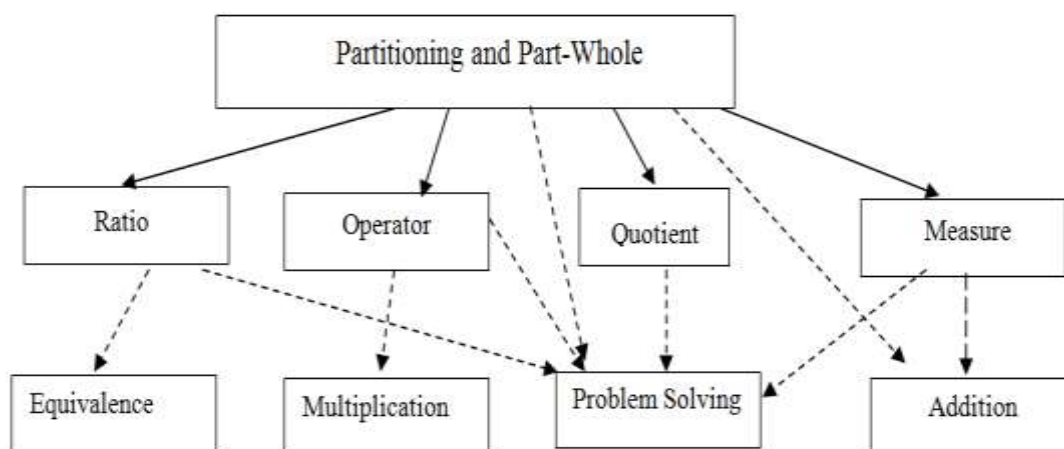 Partitioning and Part-Whole
Ratio
Operator
Quotient
Measure
Equivalence
Multiplication
Problem Solving
Addition